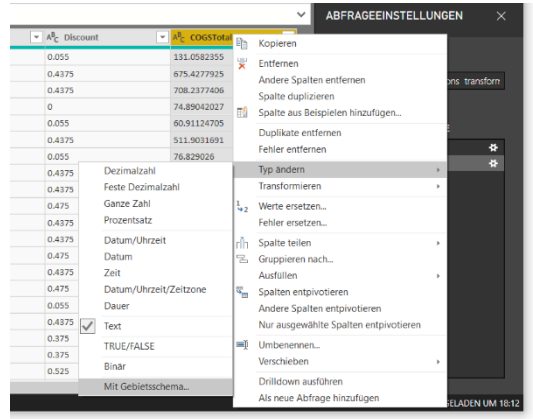 ABFRAGEEINSTELLUNGEN
Discount
COGSTotal
0.055
131.0582355
0.4375
675.4277925
0.4375
708.2377406
0
74.89042027
0.055
60.91124705
0.4375
511.9031691
0.055
76.829026
0.4375
0.4375
0.475
0.4375
0.4375
0.475
0.4375
0.475
0.055
0.4375
0.375
0.375
0.525
Kopieren
Entfernen
Andere Spalten entfernen
Spalte duplizieren
Spalte aus Beispielen hinzufügen...
Duplikate entfernen
Fehler entfernen
Typ ändern
Transformieren
Werte ersetzen...
Fehler ersetzen...
Spalte teilen
Gruppieren nach...
Ausfüllen
Spalten entpivotieren
Andere Spalten entpivotieren
Nur ausgewählte Spalten entpivotieren
Umbenennen...
Verschieben
Drilldown ausführen
Als neue Abfrage hinzufügen
Dezimalzahl
Feste Dezimalzahl
Ganze Zahl
Prozentsatz
Datum/Uhrzeit
Datum
Zeit
Datum/Uhrzeit/Zeitzone
Dauer
Text
TRUE/FALSE
Binär
Mit Gebietsschema...
ons transform
ELADEN UM 18:12